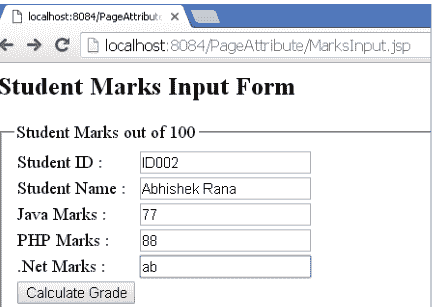 localhost:8084/PageAttribut
localhost:8084/PageAttribute/MarksInput.jsp
Student Marks Input Form
Student Marks out of 100
Student ID : ID002
Student Name : Abhishek Rana
Java Marks : 77
PHP Marks : 88
.Net Marks : ab
Calculate Grade